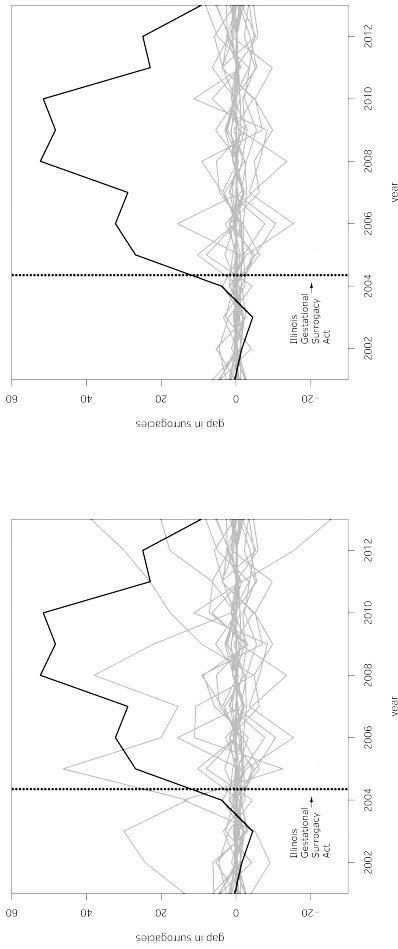 60
40
20
0
−20
gap in surrogacies
2002
2004
2006
2008
2010
2012
year
Illinois
Gestational
Surrogacy
Act
60
40
20
0
−20
gap in surrogacies
2002
2004
2006
2008
2010
2012
year
Illinois
Gestational
Surrogacy
Act